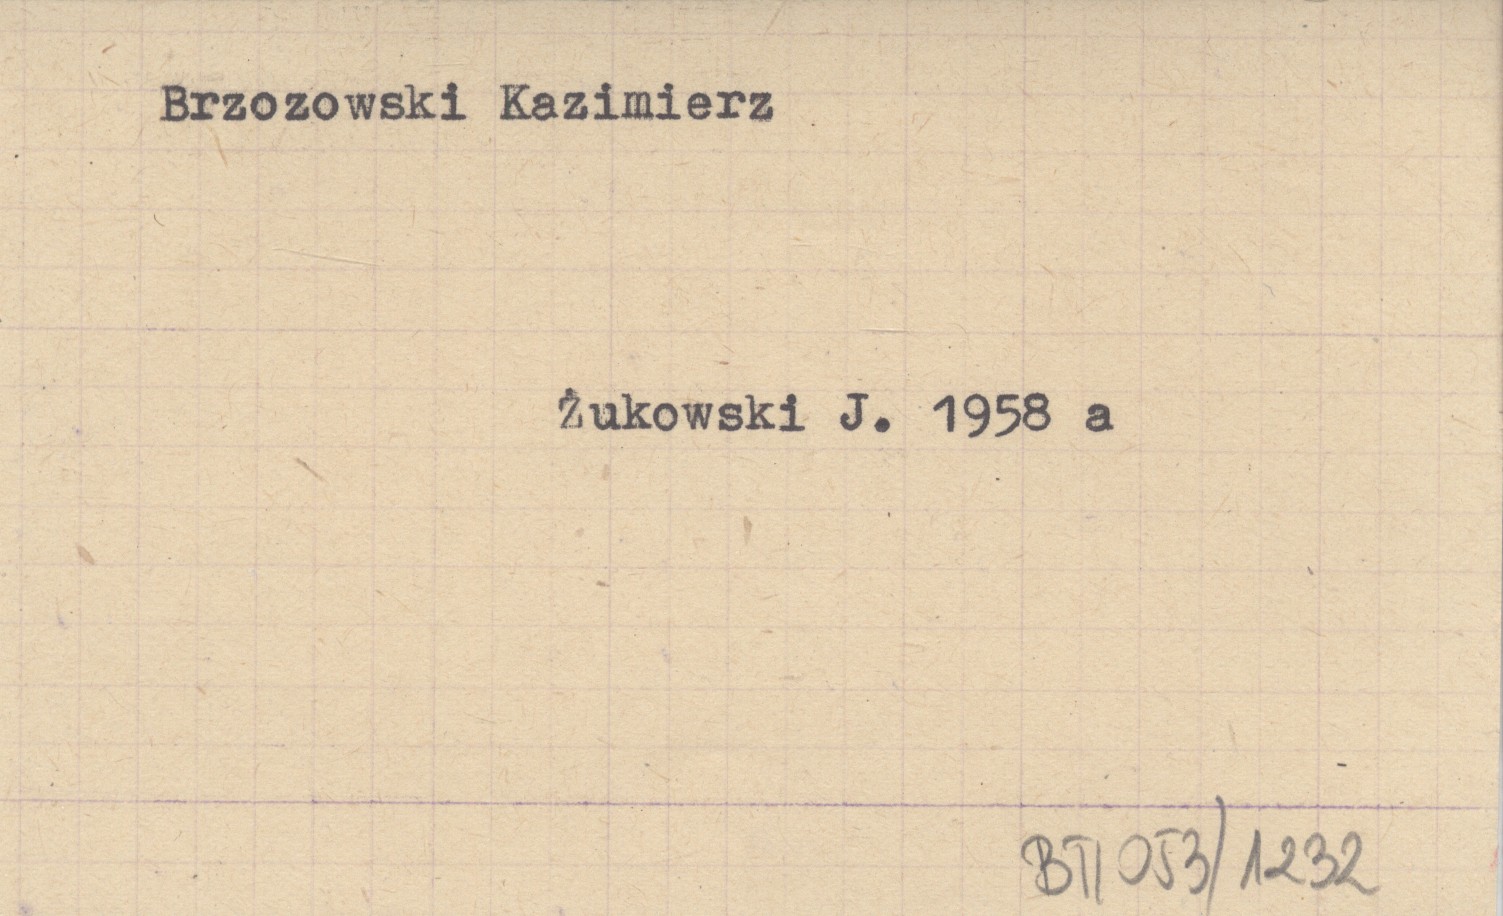 Brzozowski Kazimierz
Żukowski J. 1958 a
BTI 053/1232